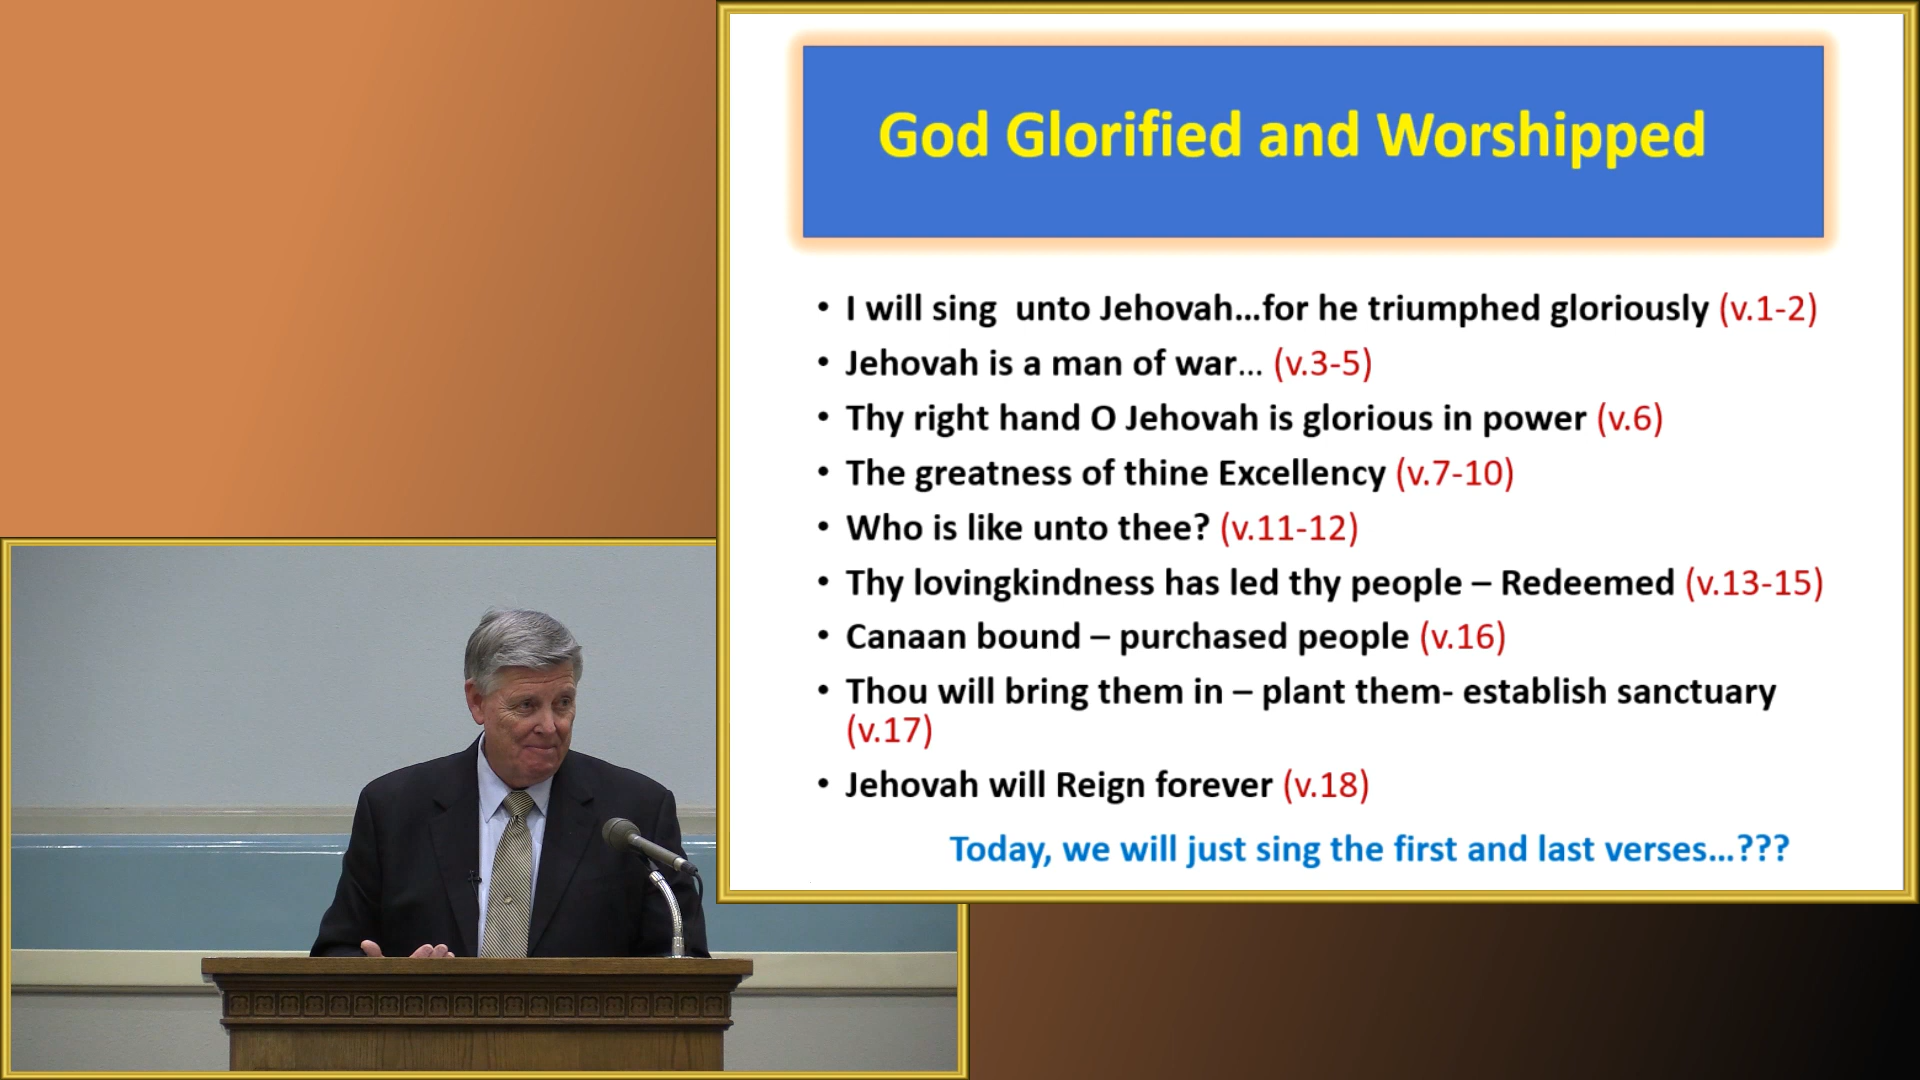 God Glorified and Worshipped
• I will sing  unto Jehovah...for he triumphed gloriously (v.1-2)
• Jehovah is a man of war... (v.3-5)
• Thy right hand O Jehovah is glorious in power (v.6)
• The greatness of thine Excellency (v.7-10)
• Who is like unto thee? (v.11-12)
• Thy lovingkindness has led thy people – Redeemed (v.13-15)
• Canaan bound – purchased people (v.16)
• Thou will bring them in – plant them- establish sanctuary
(v.17)
• Jehovah will Reign forever (v.18)
Today, we will just sing the first and last verses...???